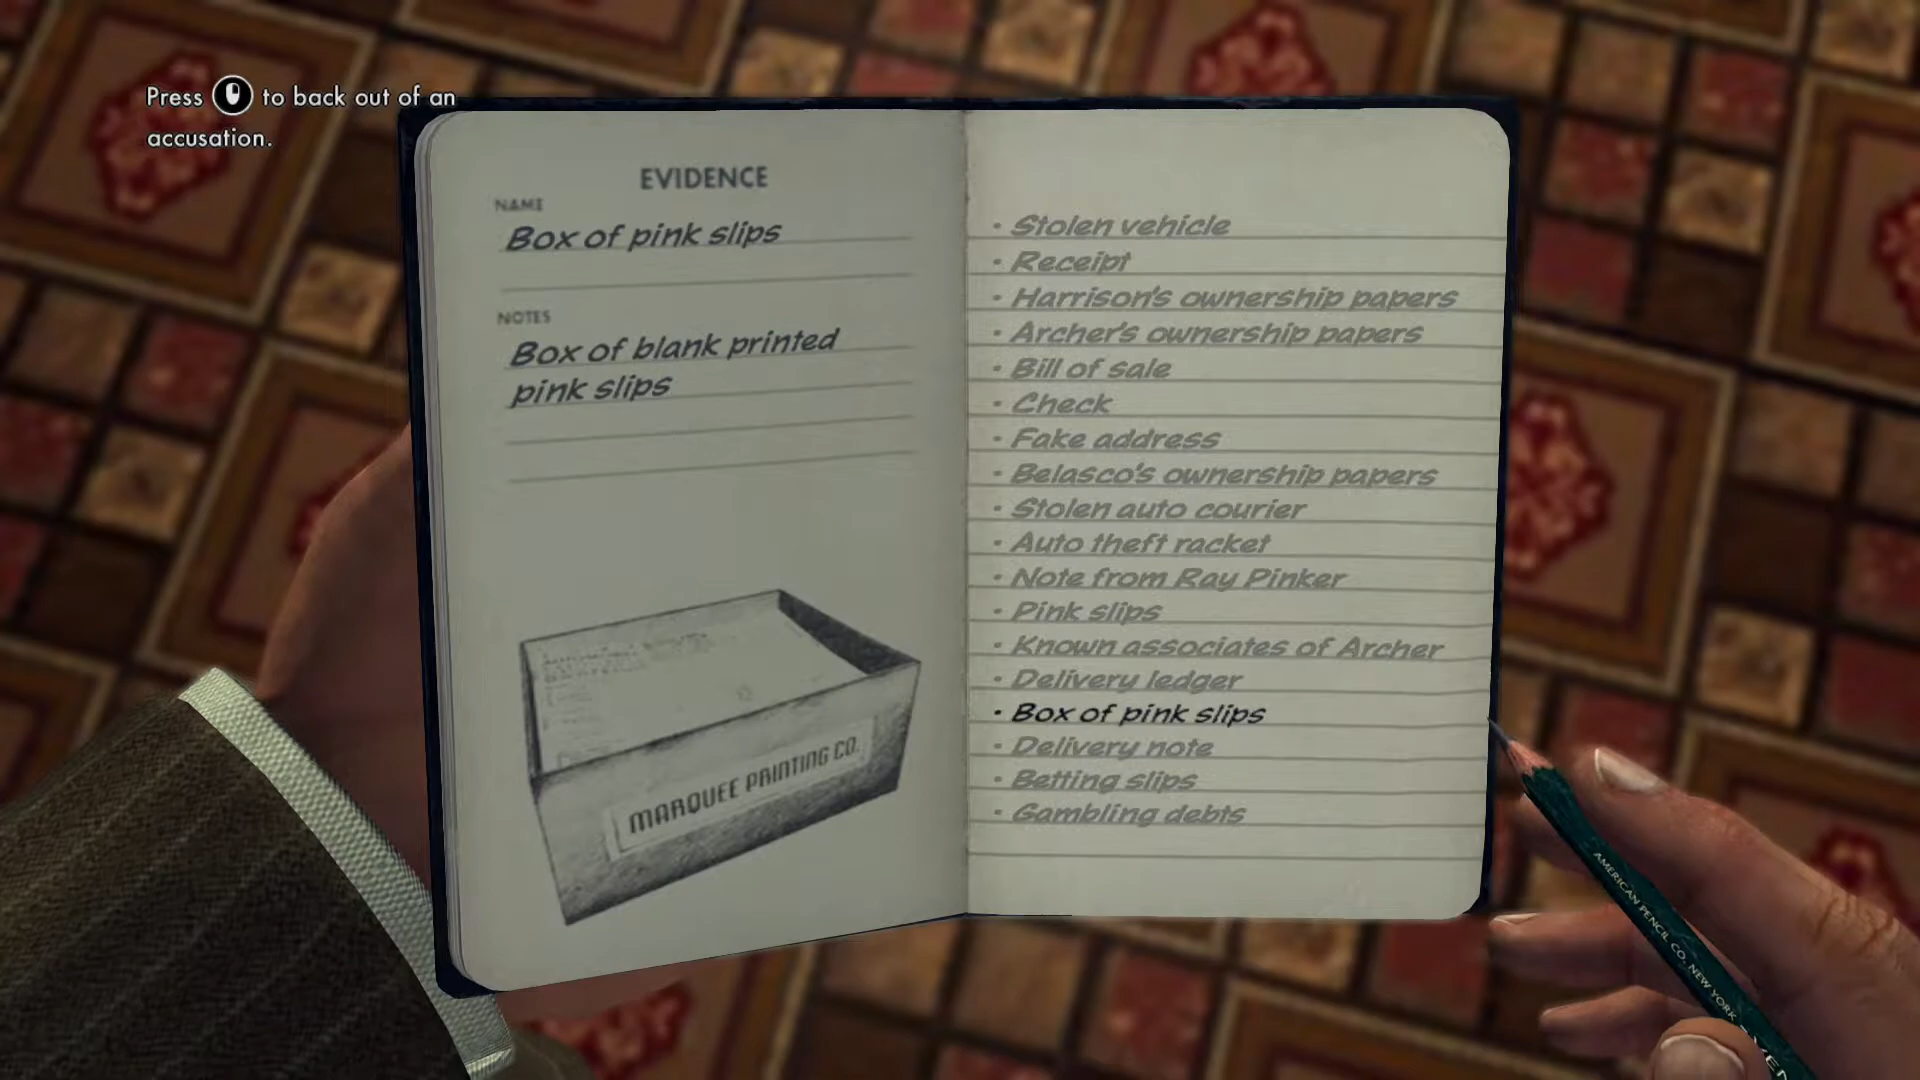 Press to back out of an
accusation.
EVIDENCE
NAME
Box of pink slips
NOTES
Box of blank printed
pink slips
MARQUEE PRINTING CO.
• Stolen vehicle
• Receipt
• Harrison's ownership papers
• Archer's ownership papers
• Bill of sale
• Check
• Fake address
• Belasco's ownership papers
• Stolen auto courier
• Auto theft racket
• Note from Ray Pinker
• Pink slips
• Known associates of Archer
• Delivery ledger
• Box of pink slips
• Delivery note
• Betting slips
• Gambling debts
AMERICAN PENCIL CO. NEW YORK